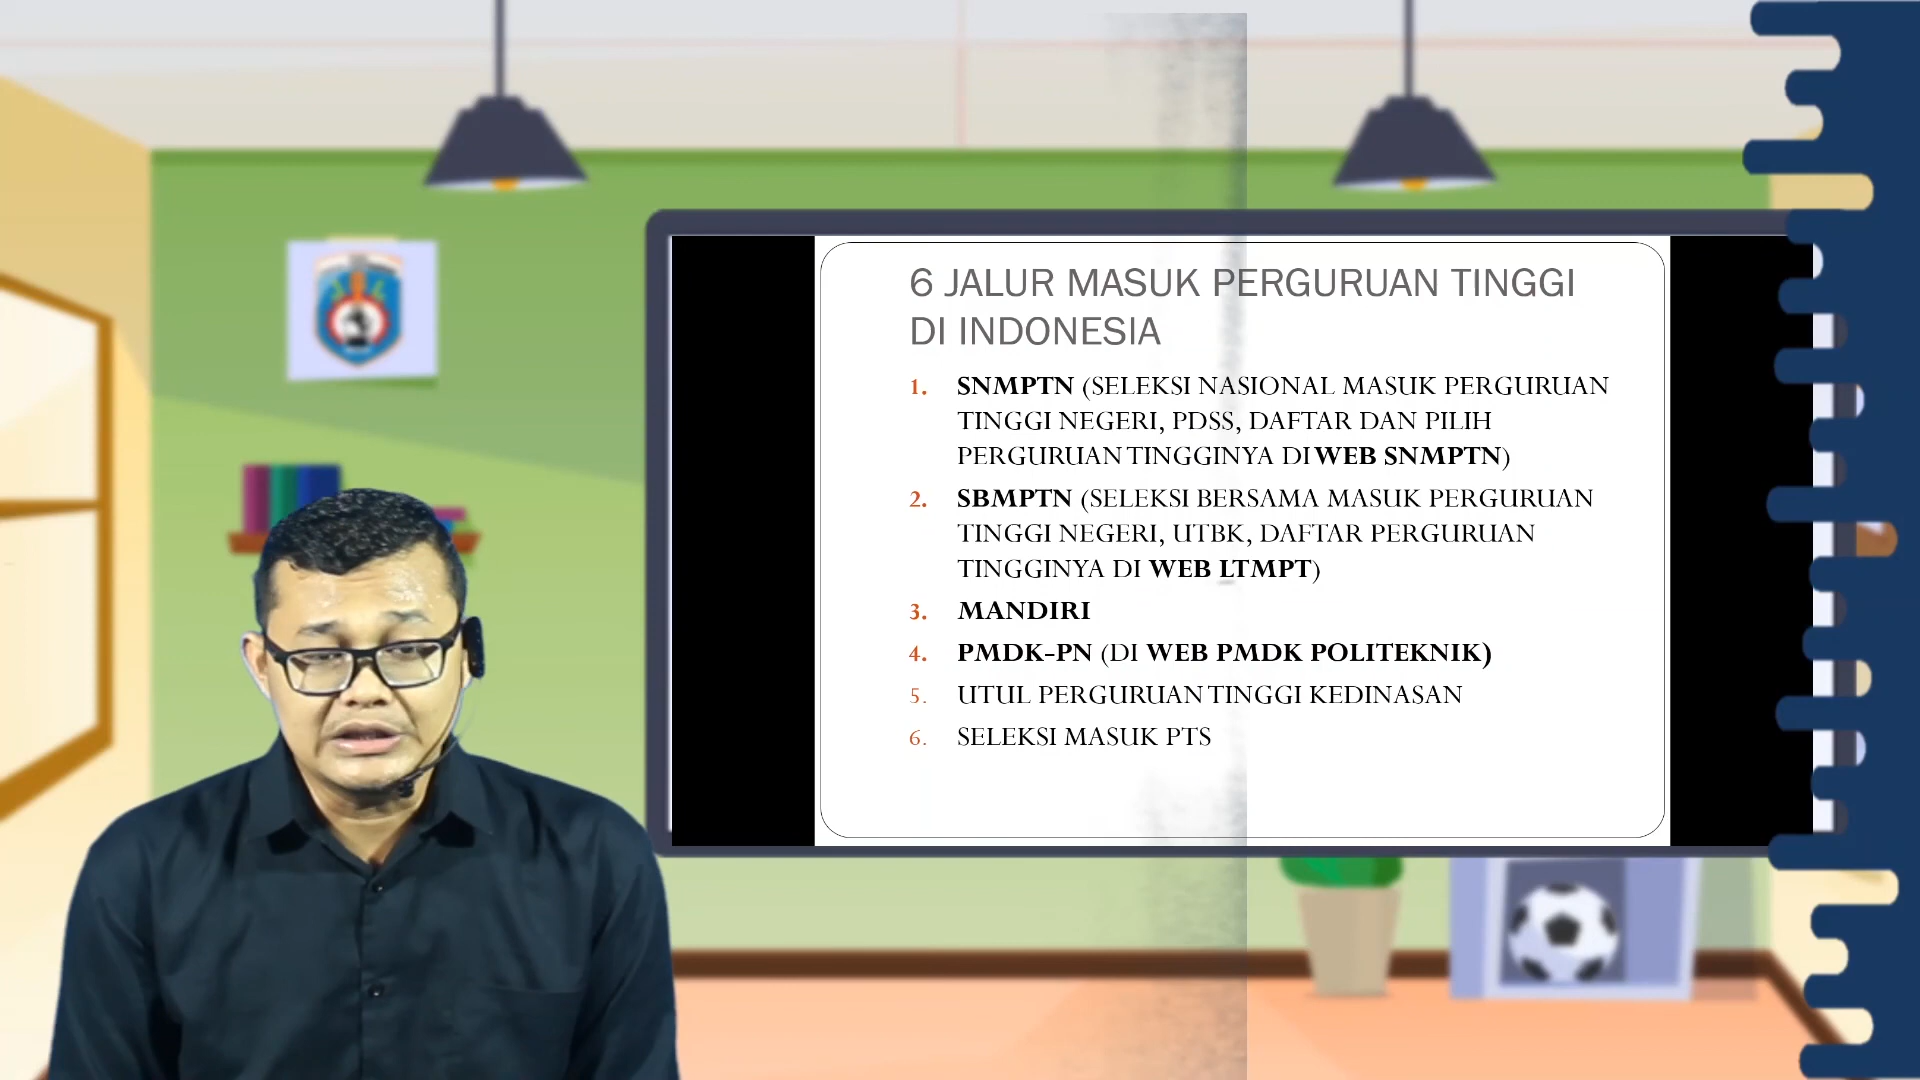 6 JALUR MASUK PERGURUAN TINGGI
DI INDONESIA
1. SNMPTN (SELEKSI NASIONAL MASUK PERGURUAN
TINGGI NEGERI, PDSS, DAFTAR DAN PILIH
PERGURUAN TINGGINYA DI WEB SNMPTN)
2. SBMPTN (SELEKSI BERSAMA MASUK PERGURUAN
TINGGI NEGERI, UTBK, DAFTAR PERGURUAN
TINGGINYA DI WEB LTMPT)
3. MANDIRI
4. PMDK-PN (DI WEB PMDK POLITEKNIK)
5. UTUL PERGURUAN TINGGI KEDINASAN
6. SELEKSI MASUK PTS